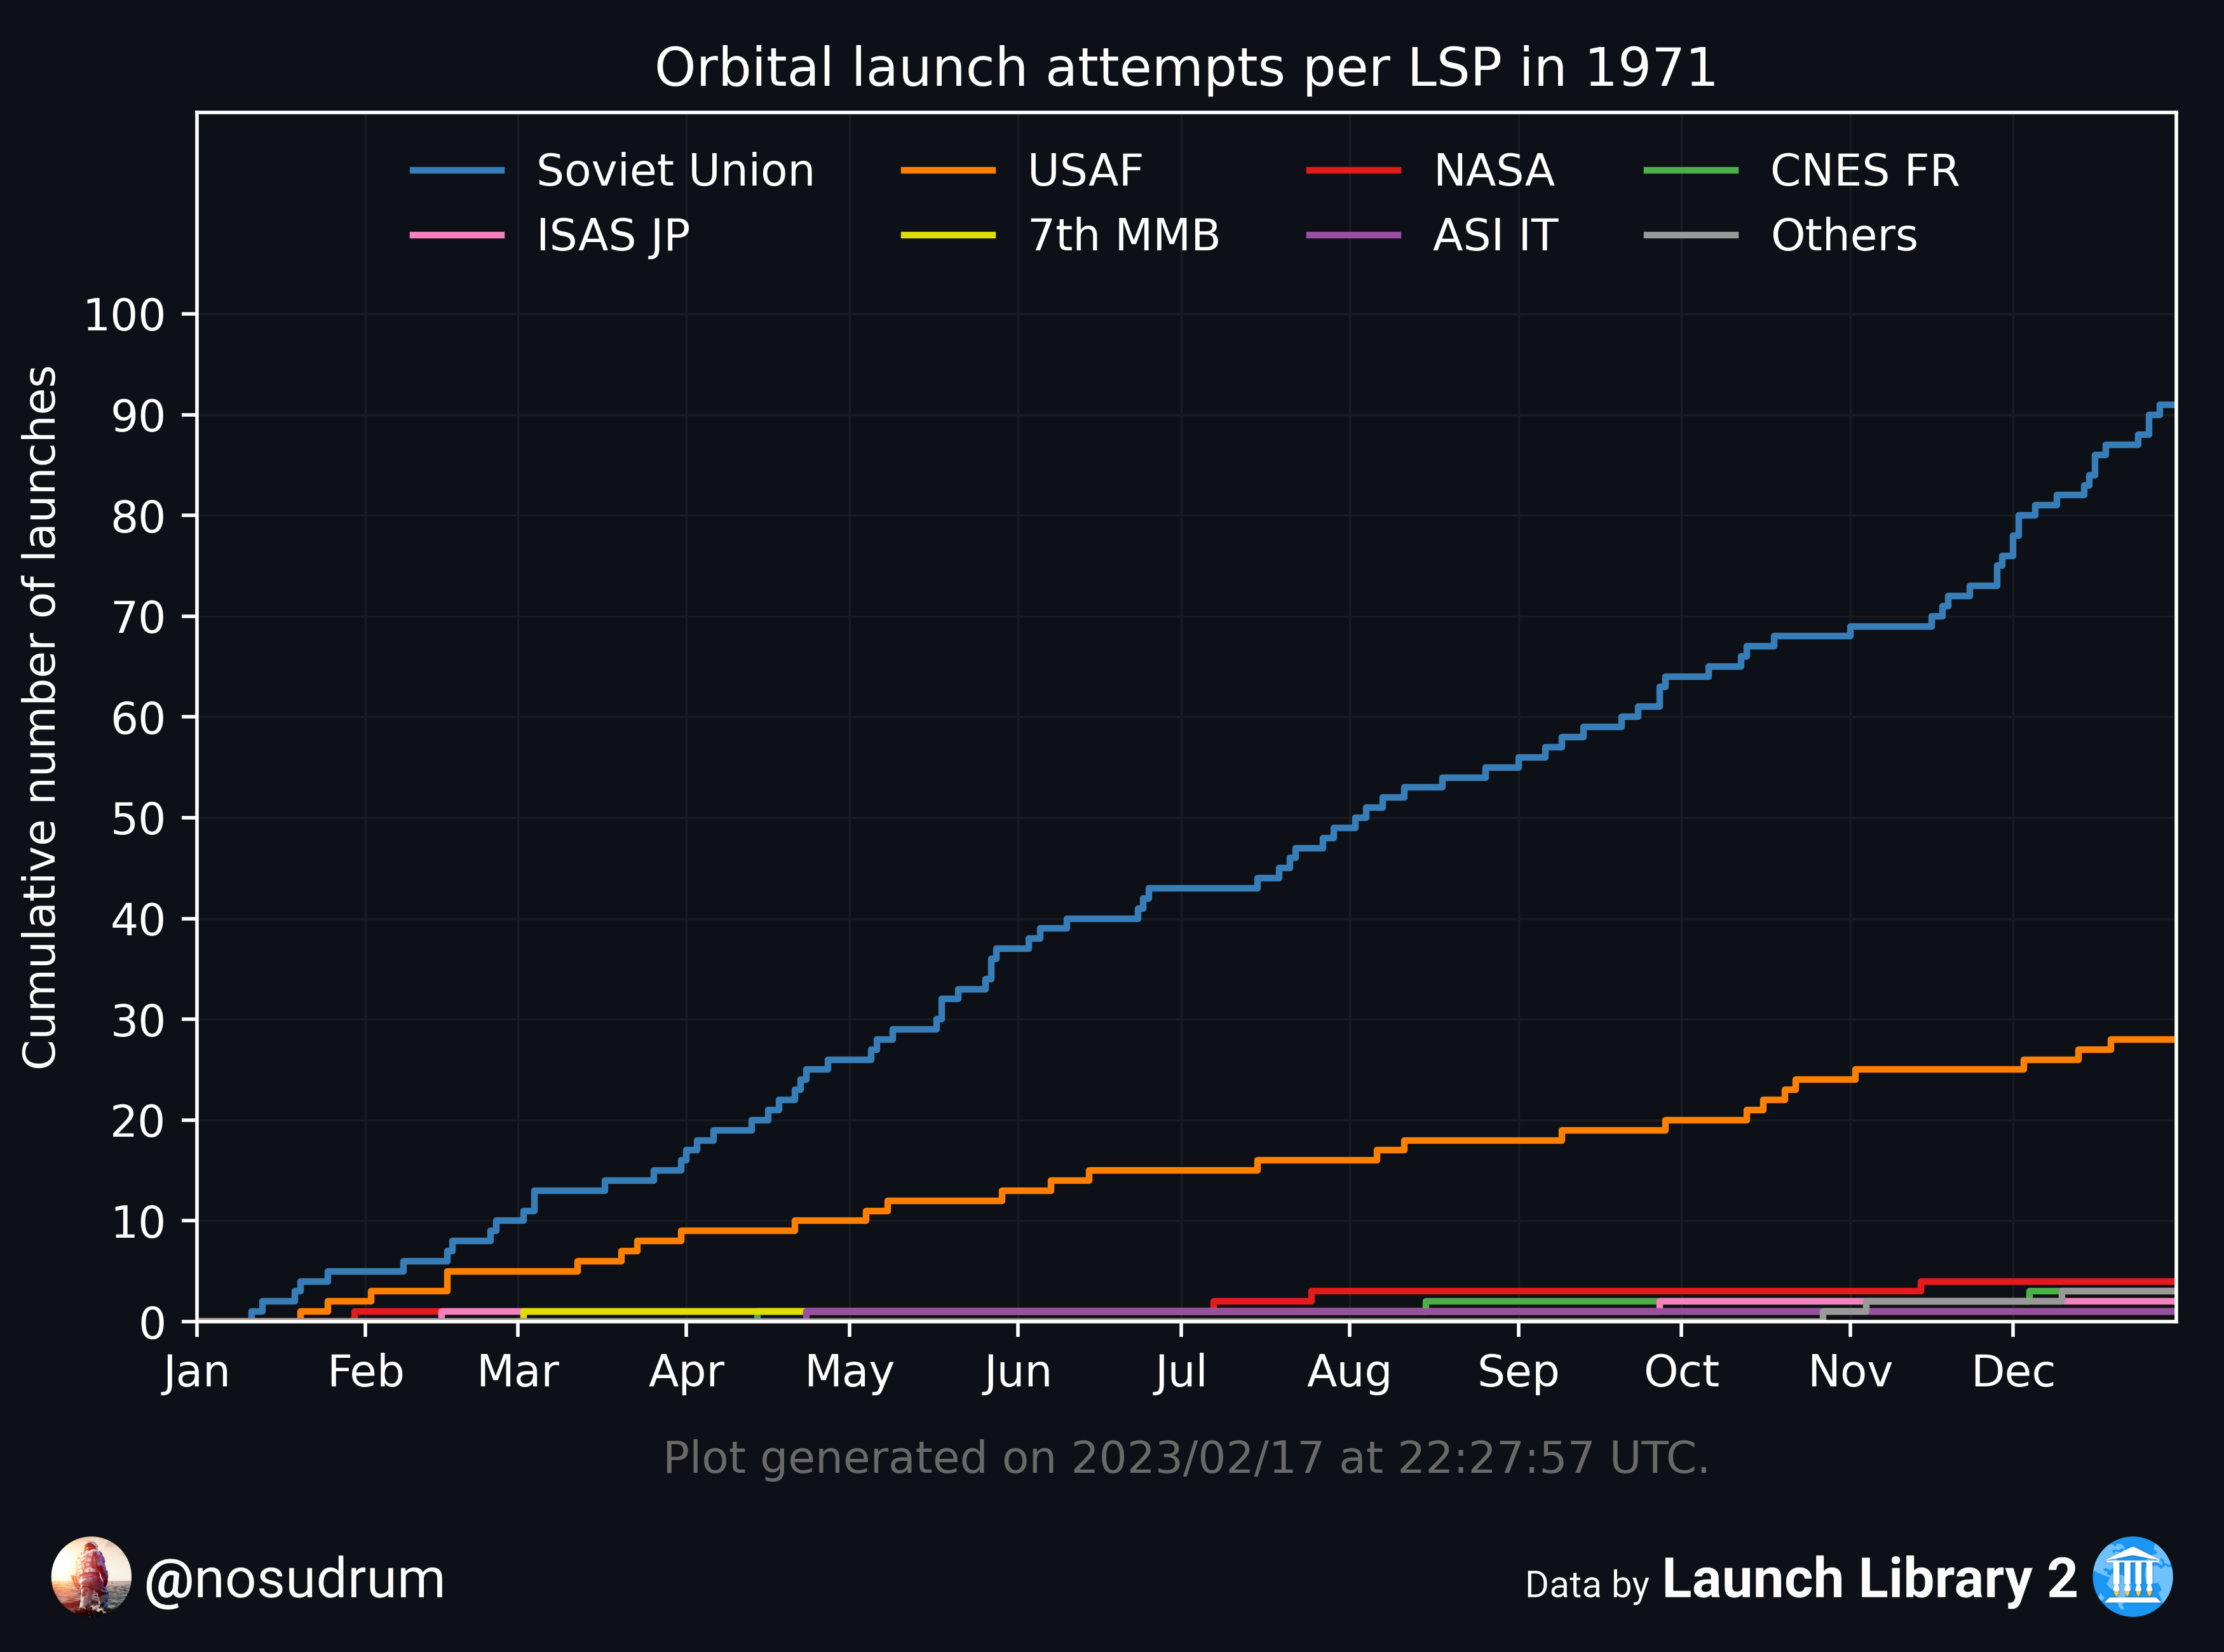 Orbital launch attempts per LSP in 1971
Soviet Union USAF NASA CNES FR
ISAS JP 7th MMB ASI IT Others
Cumulative number of launches
100
90
80
70
60
50
40
30
20
10
0
Jan Feb Mar Apr May Jun Jul Aug Sep Oct Nov Dec
Plot generated on 2023/02/17 at 22:27:57 UTC.
@nosudrum
Data by Launch Library 2